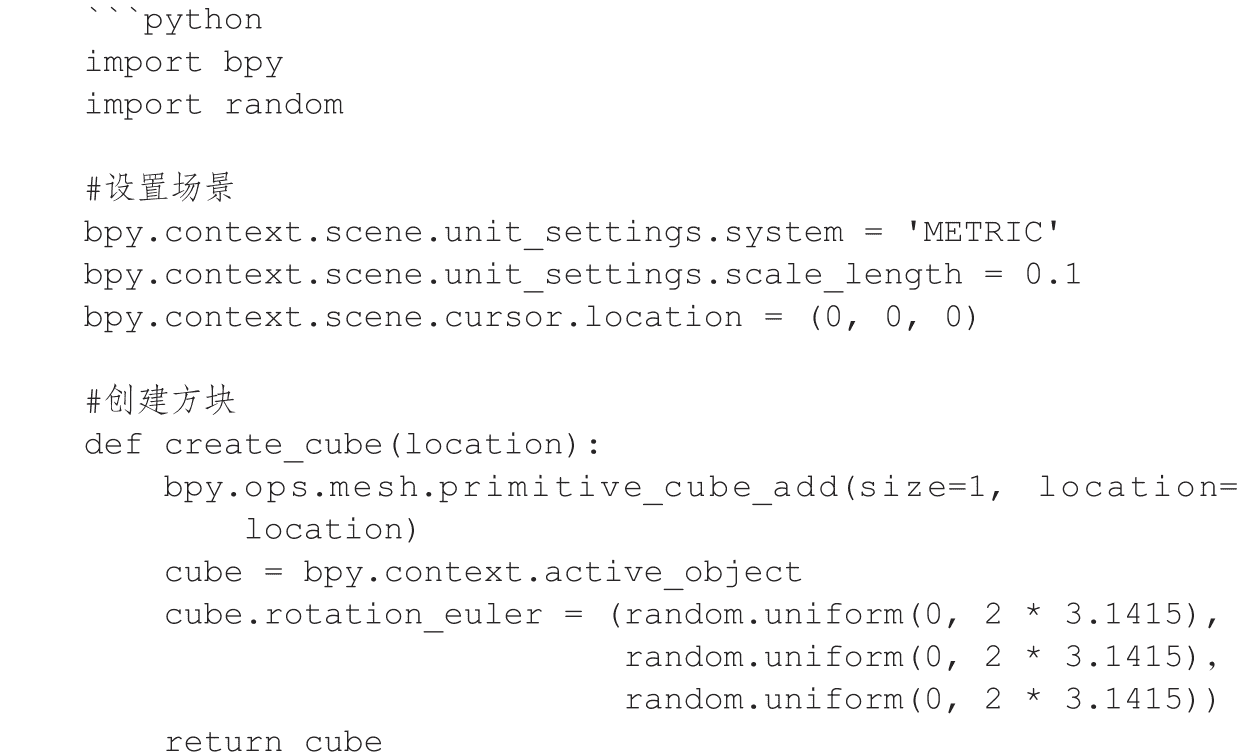 ```python
import bpy
import random

#设置场景
bpy.context.scene.unit_settings.system = 'METRIC'
bpy.context.scene.unit_settings.scale_length = 0.1
bpy.context.scene.cursor.location = (0, 0, 0)

#创建方块
def create_cube(location):
    bpy.ops.mesh.primitive_cube_add(size=1, location=
        location)
    cube = bpy.context.active_object
    cube.rotation_euler = (random.uniform(0, 2 * 3.1415),
                           random.uniform(0, 2 * 3.1415),
                           random.uniform(0, 2 * 3.1415))
    return cube